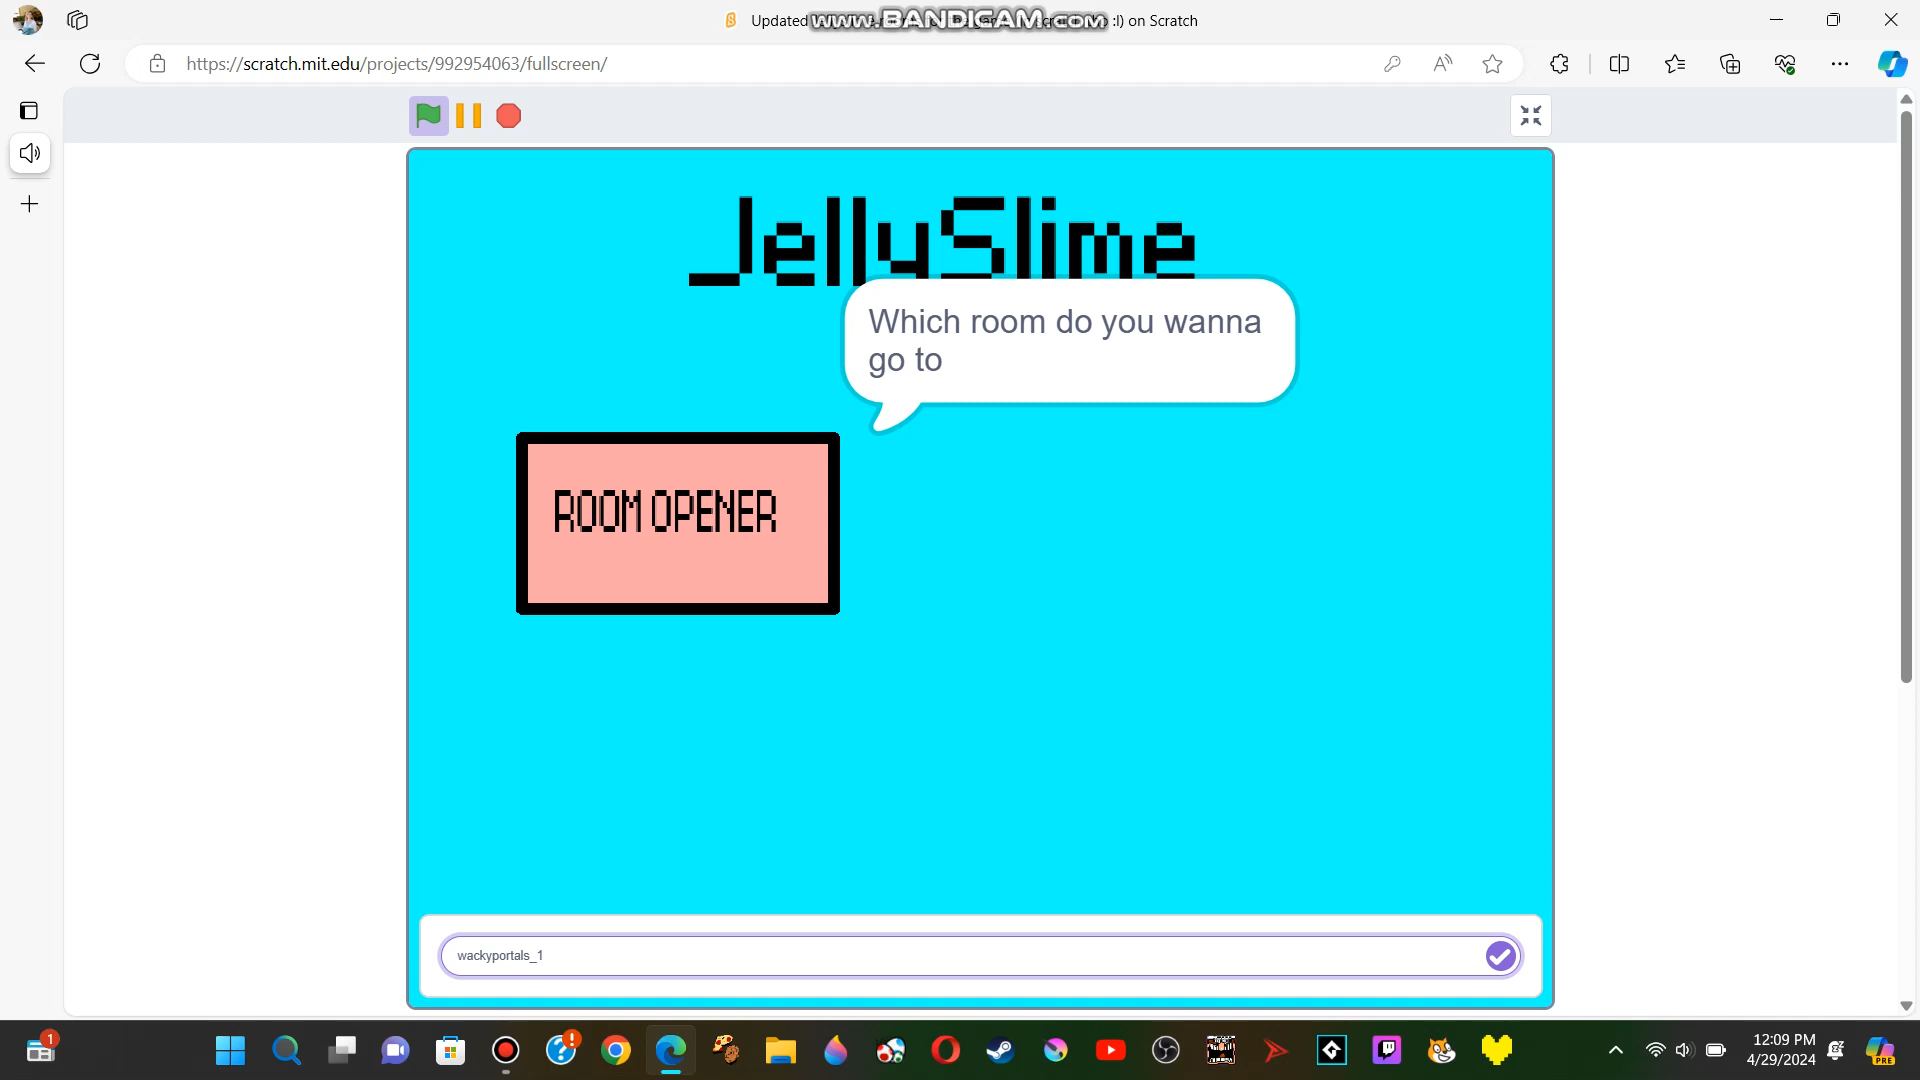 Updated
www.BANDICAM.com
:l) on Scratch
https://scratch.mit.edu/projects/992954063/fullscreen/
JellySlime
Which room do you wanna
go to
ROOM OPENER
wackyportals_1
1
12:09 PM
4/29/2024
PRE